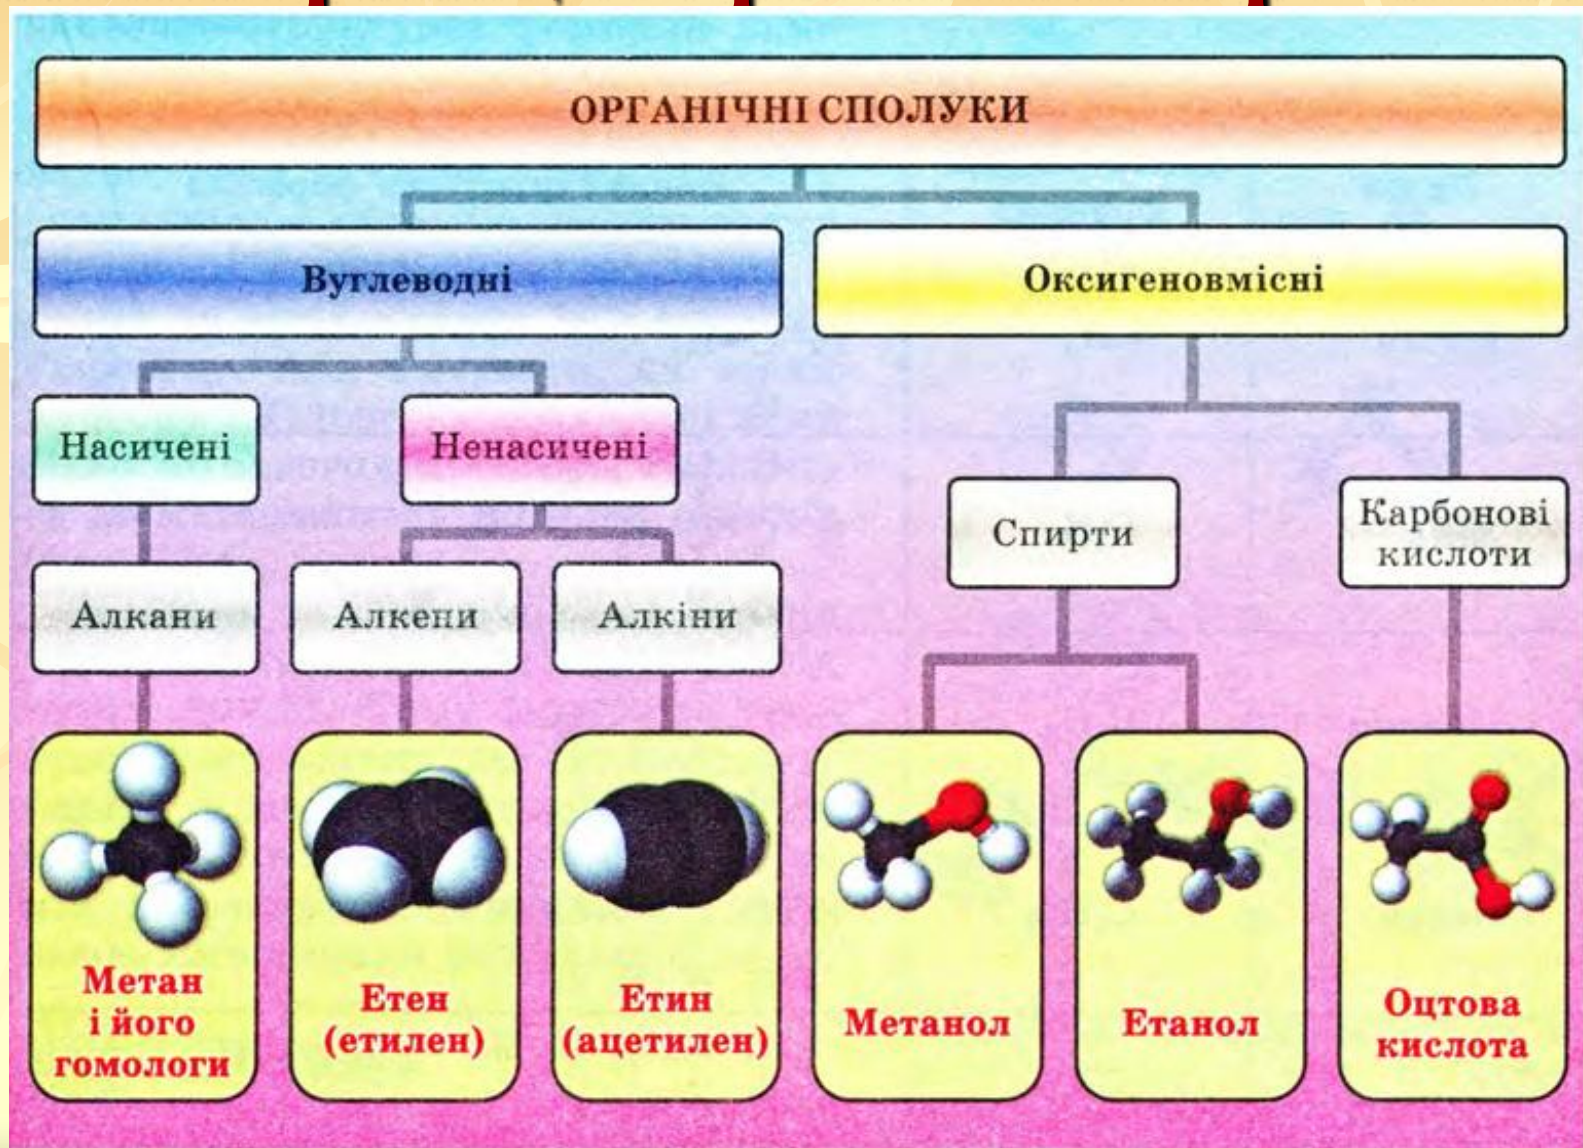 ОРГАНІЧНІ СПОЛУКИ
Вуглеводні
Оксигеновмісні
Насичені
Ненасичені
Спирти
Карбонові
кислоти
Алкани
Алкени
Алкіни
Метан
і його
гомологи
Етен
(етилен)
Етин
(ацетилен)
Метанол
Етанол
Оцтова
кислота